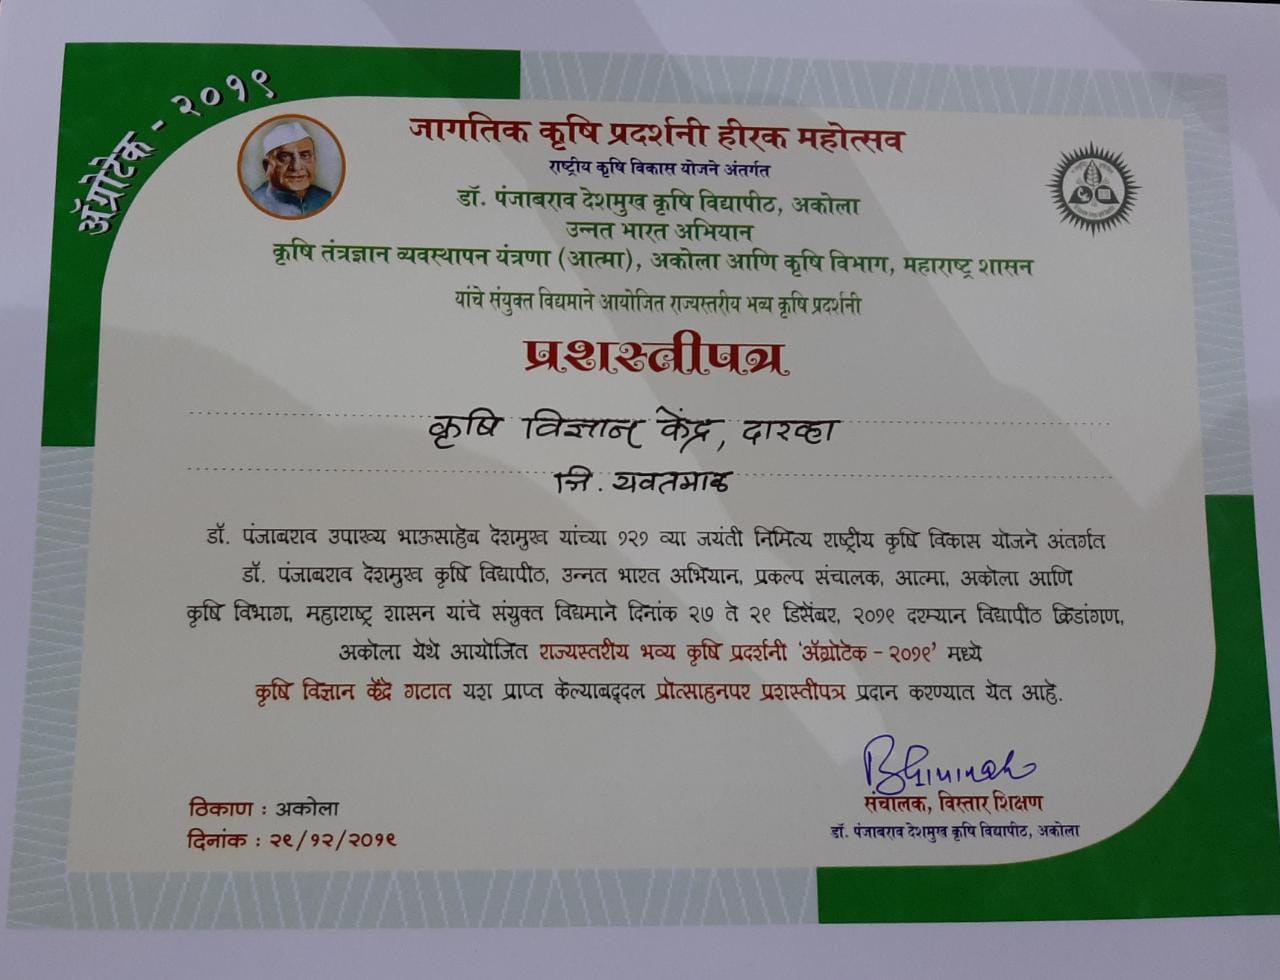 ॲग्रोटेक - २०१९
जागतिक कृषि प्रदर्शनी हीरक महोत्सव
राष्ट्रीय कृषि विकास योजने अंतर्गत
डॉ. पंजाबराव देशमुख कृषि विद्यापीठ, अकोला
उन्नत भारत अभियान
कृषि तंत्रज्ञान व्यवस्थापन यंत्रणा (आत्मा), अकोला आणि कृषि विभाग, महाराष्ट्र शासन
यांचे संयुक्त विद्यमाने आयोजित राज्यस्तरीय भव्य कृषि प्रदर्शनी
प्रशस्तीपत्र
कृषि विज्ञान केंद्र, दारव्हा
जि. यवतमाळ
डॉ. पंजाबराव उपाख्य भाऊसाहेब देशमुख यांच्या १२१ व्या जयंती निमित्य राष्ट्रीय कृषि विकास योजने अंतर्गत
डॉ. पंजाबराव देशमुख कृषि विद्यापीठ, उन्नत भारत अभियान, प्रकल्प संचालक, आत्मा, अकोला आणि
कृषि विभाग, महाराष्ट्र शासन यांचे संयुक्त विद्यमाने दिनांक २७ ते २९ डिसेंबर, २०१९ दरम्यान विद्यापीठ क्रिडांगण,
अकोला येथे आयोजित राज्यस्तरीय भव्य कृषि प्रदर्शनी 'ॲग्रोटेक - २०१९' मध्ये
कृषि विज्ञान केंद्रे गटात यश प्राप्त केल्याबद्दल प्रोत्साहनपर प्रशस्तीपत्र प्रदान करण्यात येत आहे.
ठिकाण : अकोला
दिनांक : २९/१२/२०१९
संचालक, विस्तार शिक्षण
डॉ. पंजाबराव देशमुख कृषि विद्यापीठ, अकोला